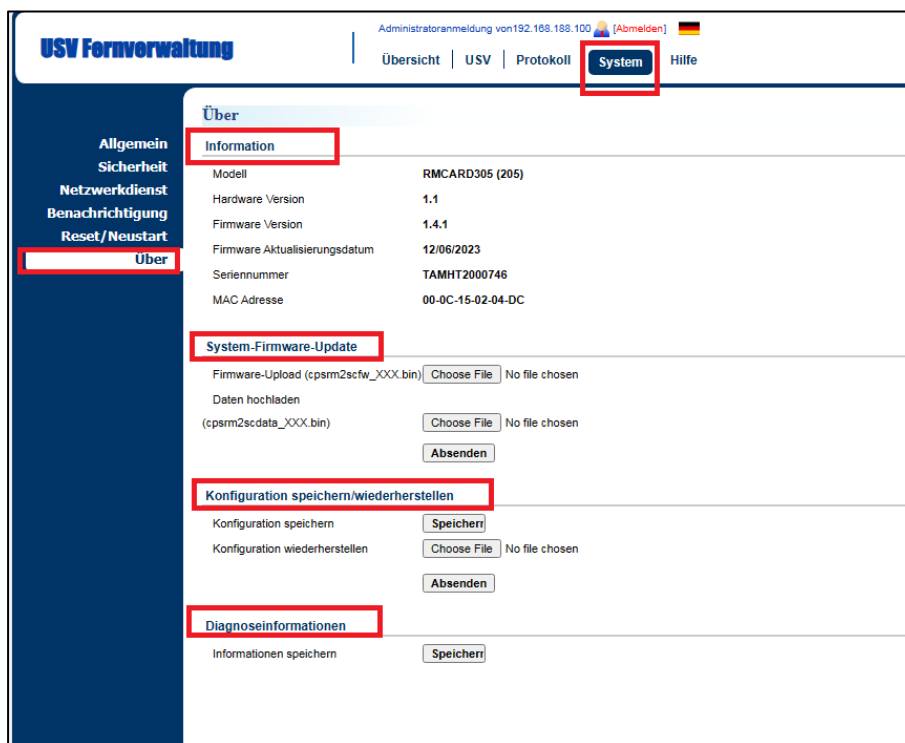 Administratoranmeldung von192.168.188.100 [Abmelden]
USV Fernverwaltung
Übersicht | USV | Protokoll System Hilfe
Über
Allgemein
Sicherheit
Netzwerkdienst
Benachrichtigung
Reset/Neustart
Über
Information
Modell RMCARD305 (205)
Hardware Version 1.1
Firmware Version 1.4.1
Firmware Aktualisierungsdatum 12/06/2023
Seriennummer TAMHT2000746
MAC Adresse 00-0C-15-02-04-DC
System-Firmware-Update
Firmware-Upload (cpsrm2scfw_XXX.bin) Choose File No file chosen
Daten hochladen
(cpsrm2scdata_XXX.bin) Choose File No file chosen
Absenden
Konfiguration speichern/wiederherstellen
Konfiguration speichern Speichern
Konfiguration wiederherstellen Choose File No file chosen
Absenden
Diagnoseinformationen
Informationen speichern Speichern